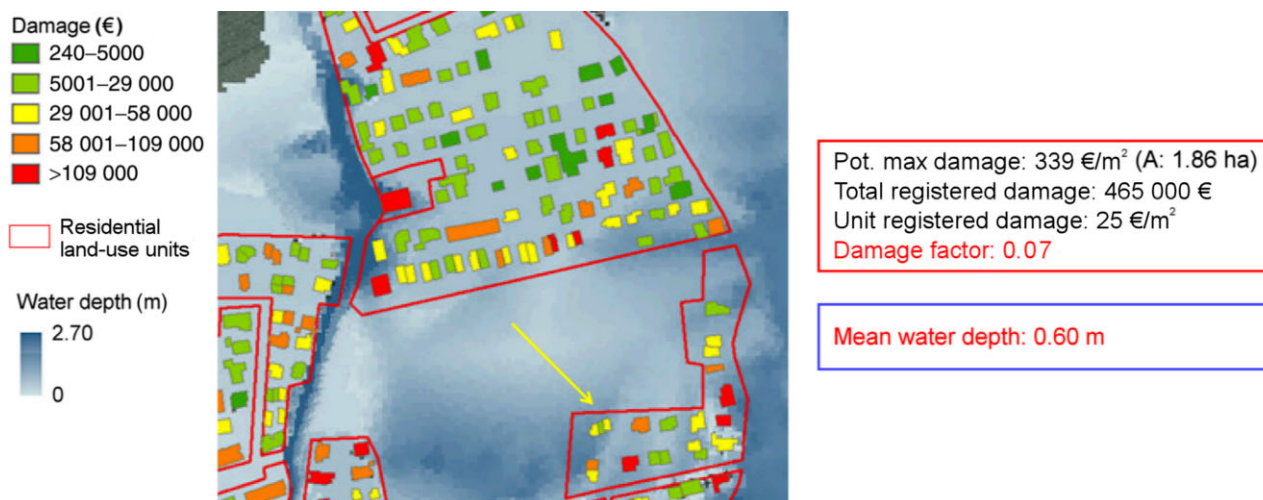 Damage (€)
240–5000
5001–29 000
29 001–58 000
58 001–109 000
>109 000
Residential
land-use units
Water depth (m)
2.70
0
Pot. max damage: 339 €/m² (A: 1.86 ha)
Total registered damage: 465 000 €
Unit registered damage: 25 €/m²
Damage factor: 0.07
Mean water depth: 0.60 m